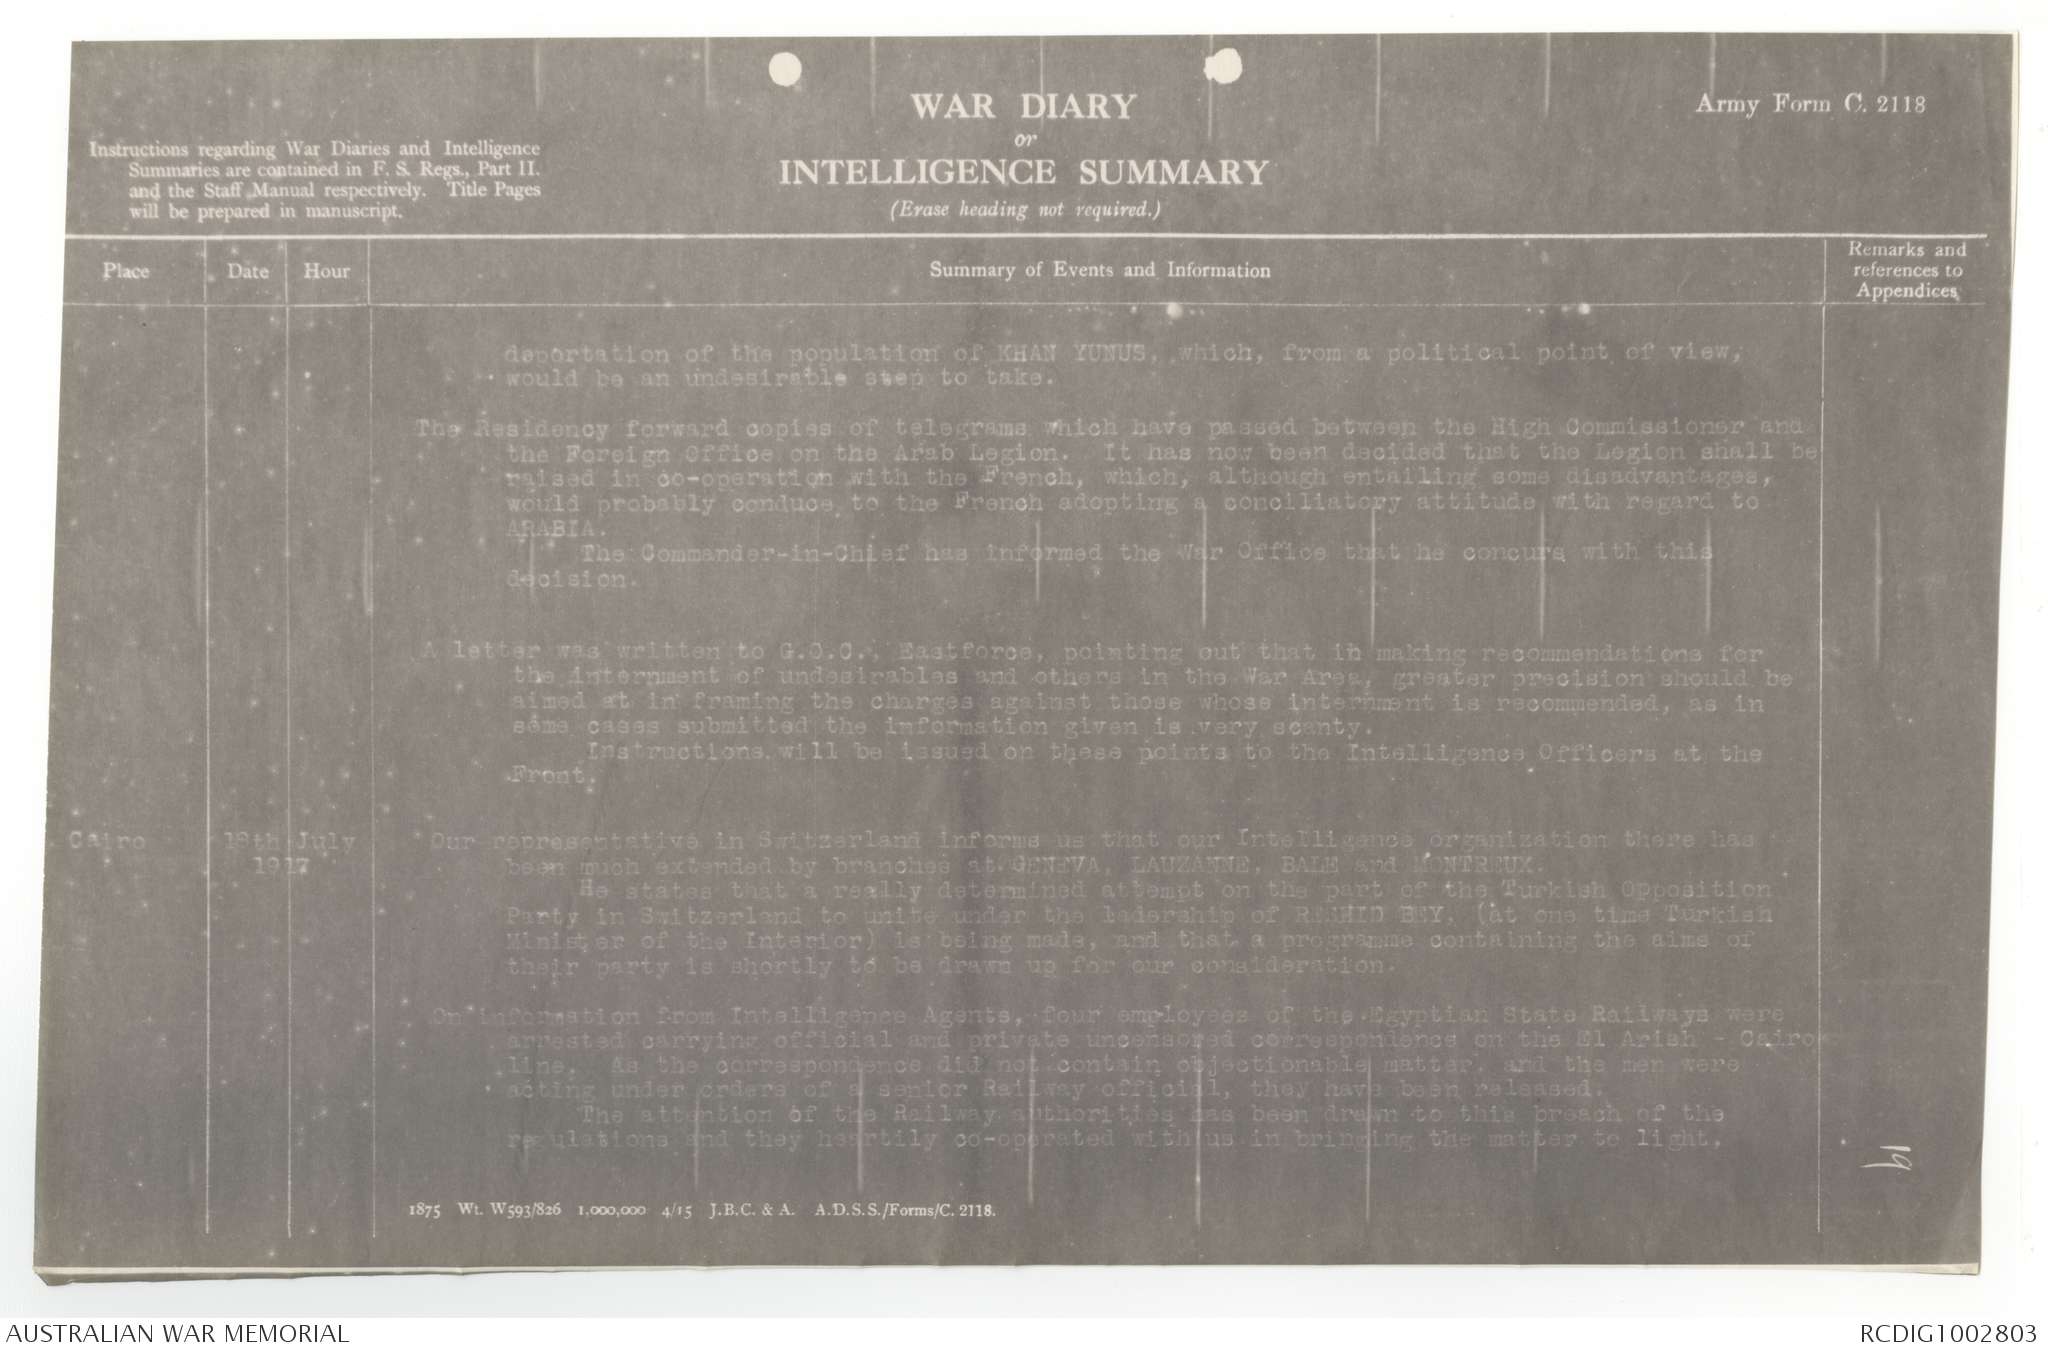 WAR DIARY
or
INTELLIGENCE SUMMARY
(Erase heading not required.)
Army Form C. 2118
Instructions regarding War Diaries and Intelligence
Summaries are contained in F. S. Regs., Part II.
and the Staff Manual respectively. Title Pages
will be prepared in manuscript.
Place Date Hour Summary of Events and Information Remarks and
references to
Appendices
deportation of the population of KHAN YUNUS, which, from a political point of view,
would be an undesirable step to take.
The Residency forward copies of telegrams which have passed between the High Commissioner and
the Foreign Office on the Arab Legion. It has now been decided that the Legion shall be
raised in co-operation with the French, which, although entailing some disadvantages,
would probably conduce to the French adopting a conciliatory attitude with regard to
ARABIA.
The Commander-in-Chief has informed the War Office that he concurs with this
decision.
A letter was written to G.O.C., Eastforce, pointing out that in making recommendations for
the internment of undesirables and others in the War Area, greater precision should be
aimed at in framing the charges against those whose internment is recommended, as in
some cases submitted the information given is very scanty.
Instructions will be issued on these points to the Intelligence Officers at the
Front.
Cairo 18th July Our representative in Switzerland informs us that our Intelligence organization there has
1917 been much extended by branches at GENEVA, LAUZANNE, BALE and MONTREUX.
He states that a really determined attempt on the part of the Turkish Opposition
Party in Switzerland to unite under the ladership of RESHID BEY, (at one time Turkish
Minister of the Interior) is being made, and that a programme containing the aims of
their party is shortly to be drawn up for our consideration.
On information from Intelligence Agents, four employees of the Egyptian State Railways were
arrested carrying official and private uncensored correspondence on the El Arish - Cairo
line. As the correspondence did not contain objectionable matter, and the men were
acting under orders of a senior Railway official, they have been released.
The attention of the Railway authorities has been drawn to this breach of the
regulations and they heartily co-operated with us in bringing the matter to light.
19
1875 Wt. W593/826 1,000,000 4/15 J.B.C. & A. A.D.S.S./Forms/C. 2118.
AUSTRALIAN WAR MEMORIAL RCDIG1002803